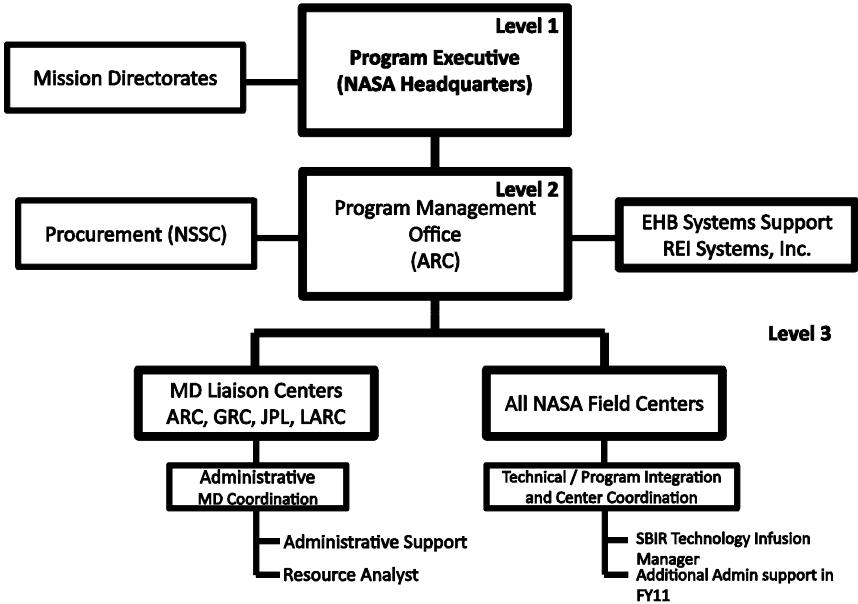 Level 1
Program Executive
(NASA Headquarters)
Mission Directorates
Level 2
Program Management
Office
(ARC)
Procurement (NSSC)
EHB Systems Support
REI Systems, Inc.
Level 3
MD Liaison Centers
ARC, GRC, JPL, LARC
All NASA Field Centers
Administrative
MD Coordination
Technical / Program Integration
and Center Coordination
Administrative Support
Resource Analyst
SBIR Technology Infusion
Manager
Additional Admin support in
FY11